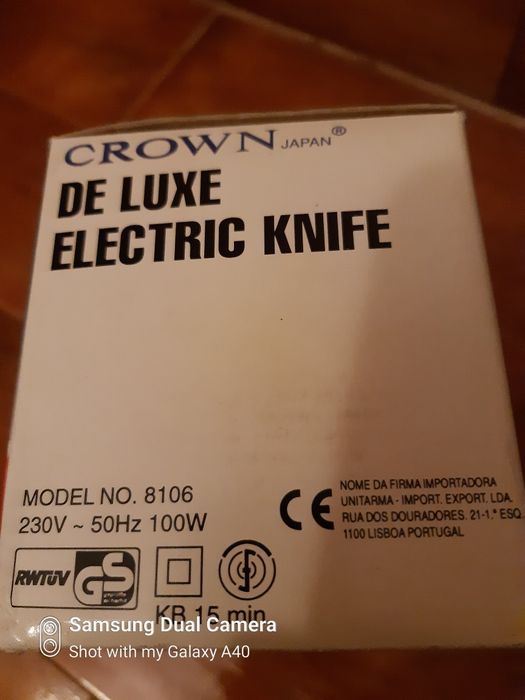 CROWN JAPAN®
DE LUXE
ELECTRIC KNIFE
MODEL NO. 8106
230V ~ 50Hz 100W
CE
NOME DA FIRMA IMPORTADORA
UNITARMA - IMPORT. EXPORT. LDA.
RUA DOS DOURADORES. 21-1.º ESQ.
1100 LISBOA PORTUGAL
RWTÜV
GS
KB 15 min
Samsung Dual Camera
Shot with my Galaxy A40